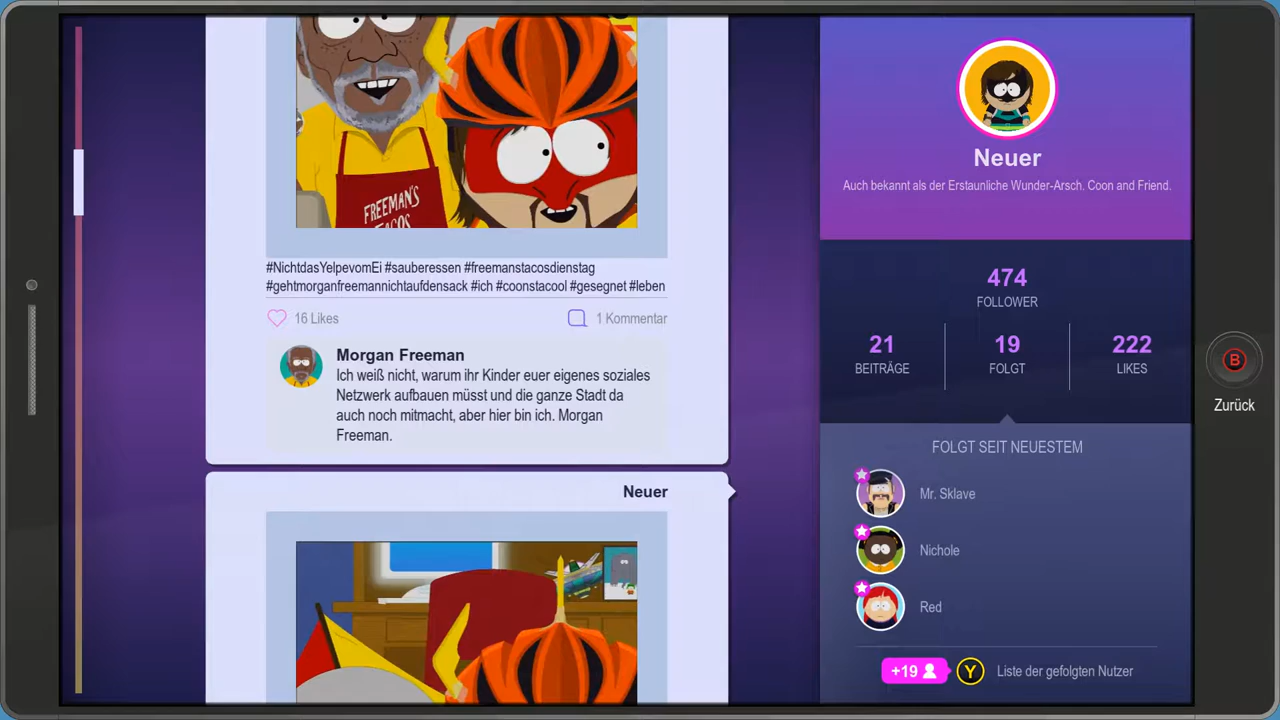 FREEMAN'S
TACOS
#NichtdasYelpevomEi #sauberessen #freemanstacosdienstag
#gehtmorganfreemannichtaufdensack #ich #coonstacool #gesegnet #leben
16 Likes
1 Kommentar
Morgan Freeman
Ich weiß nicht, warum ihr Kinder euer eigenes soziales
Netzwerk aufbauen müsst und die ganze Stadt da
auch noch mitmacht, aber hier bin ich. Morgan
Freeman.
Neuer
Neuer
Auch bekannt als der Erstaunliche Wunder-Arsch. Coon and Friend.
474
FOLLOWER
21
BEITRÄGE
19
FOLGT
222
LIKES
FOLGT SEIT NEUESTEM
Mr. Sklave
Nichole
Red
+19
Y
Liste der gefolgten Nutzer
B
Zurück